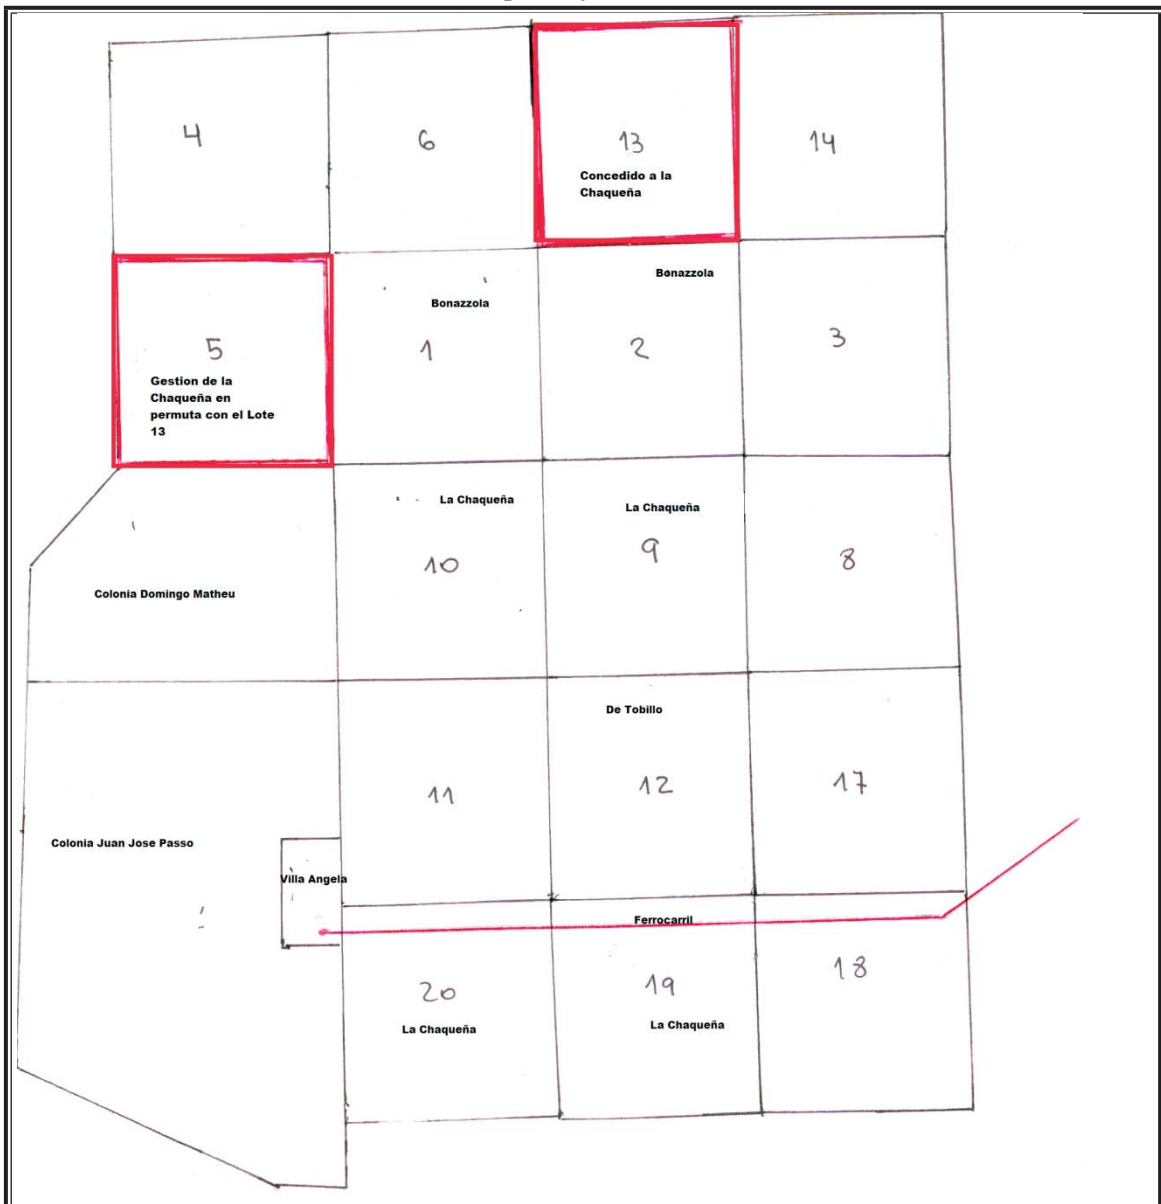 4
6
13
14
Concedido a la
Chaqueña
Bonazzola
Bonazzola
5
1
2
3
Gestion de la
Chaqueña en
permuta con el Lote
13
La Chaqueña
La Chaqueña
10
9
8
Colonia Domingo Matheu
De Tobillo
11
12
17
Colonia Juan Jose Passo
Villa Angela
Ferrocarril
20
19
18
La Chaqueña
La Chaqueña